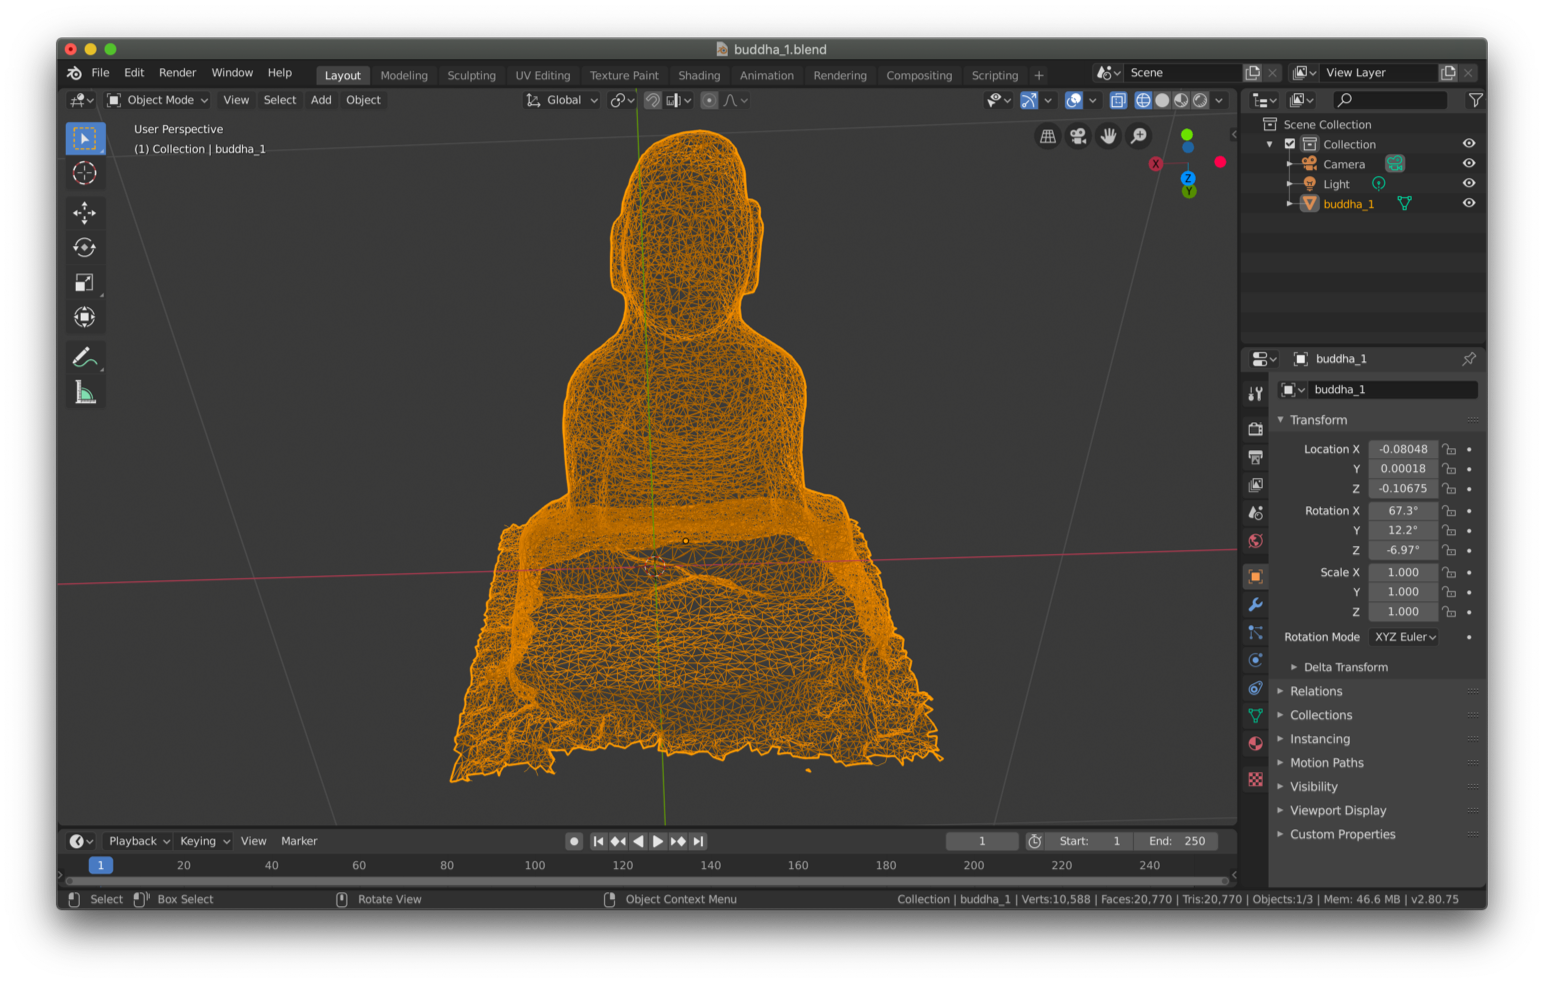 buddha_1.blend
File Edit Render Window Help Layout Modeling Sculpting UV Editing Texture Paint Shading Animation Rendering Compositing Scripting + Scene View Layer
Object Mode View Select Add Object Global
User Perspective
(1) Collection | buddha_1
X
Z
Y
Scene Collection
Collection
Camera
Light
buddha_1
buddha_1
buddha_1
Transform
Location X -0.08048
Y 0.00018
Z -0.10675
Rotation X 67.3°
Y 12.2°
Z -6.97°
Scale X 1.000
Y 1.000
Z 1.000
Rotation Mode XYZ Euler
Delta Transform
Relations
Collections
Instancing
Motion Paths
Visibility
Viewport Display
Custom Properties
Playback Keying View Marker 1 Start: 1 End: 250
1 20 40 60 80 100 120 140 160 180 200 220 240
Select Box Select Rotate View Object Context Menu Collection | buddha_1 | Verts:10,588 | Faces:20,770 | Tris:20,770 | Objects:1/3 | Mem: 46.6 MB | v2.80.75